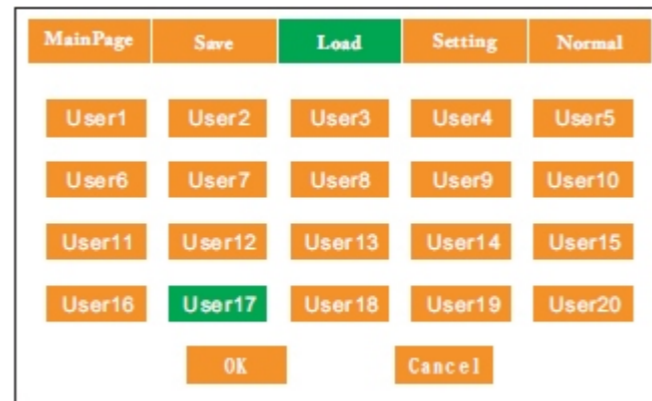 MainPage Save Load Setting Normal
User1 User2 User3 User4 User5
User6 User7 User8 User9 User10
User11 User12 User13 User14 User15
User16 User17 User18 User19 User20
OK Cancel